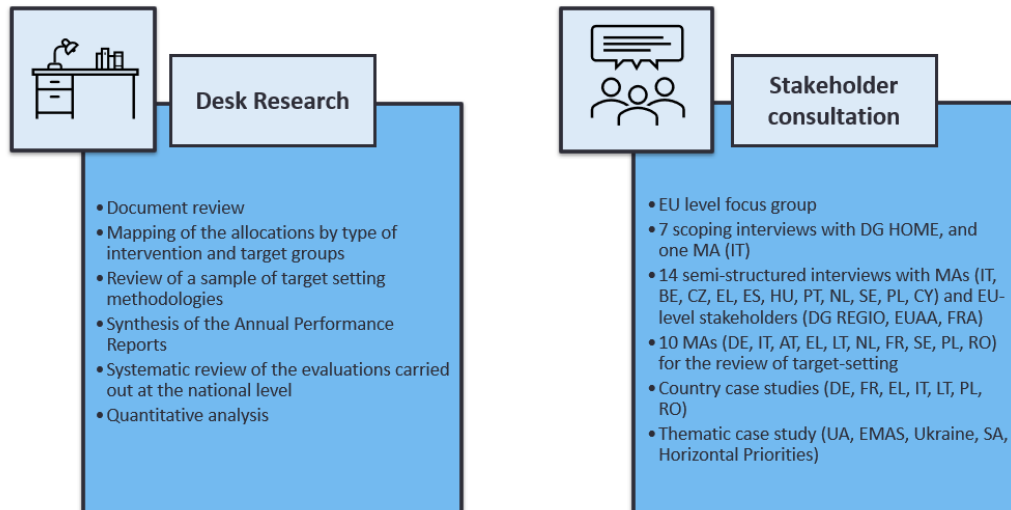 Desk Research
• Document review
• Mapping of the allocations by type of
intervention and target groups
• Review of a sample of target setting
methodologies
• Synthesis of the Annual Performance
Reports
• Systematic review of the evaluations carried
out at the national level
• Quantitative analysis
Stakeholder
consultation
• EU level focus group
• 7 scoping interviews with DG HOME, and
one MA (IT)
• 14 semi-structured interviews with MAs (IT,
BE, CZ, EL, ES, HU, PT, NL, SE, PL, CY) and EU-
level stakeholders (DG REGIO, EUAA, FRA)
• 10 MAs (DE, IT, AT, EL, LT, NL, FR, SE, PL, RO)
for the review of target-setting
• Country case studies (DE, FR, EL, IT, LT, PL,
RO)
• Thematic case study (UA, EMAS, Ukraine, SA,
Horizontal Priorities)